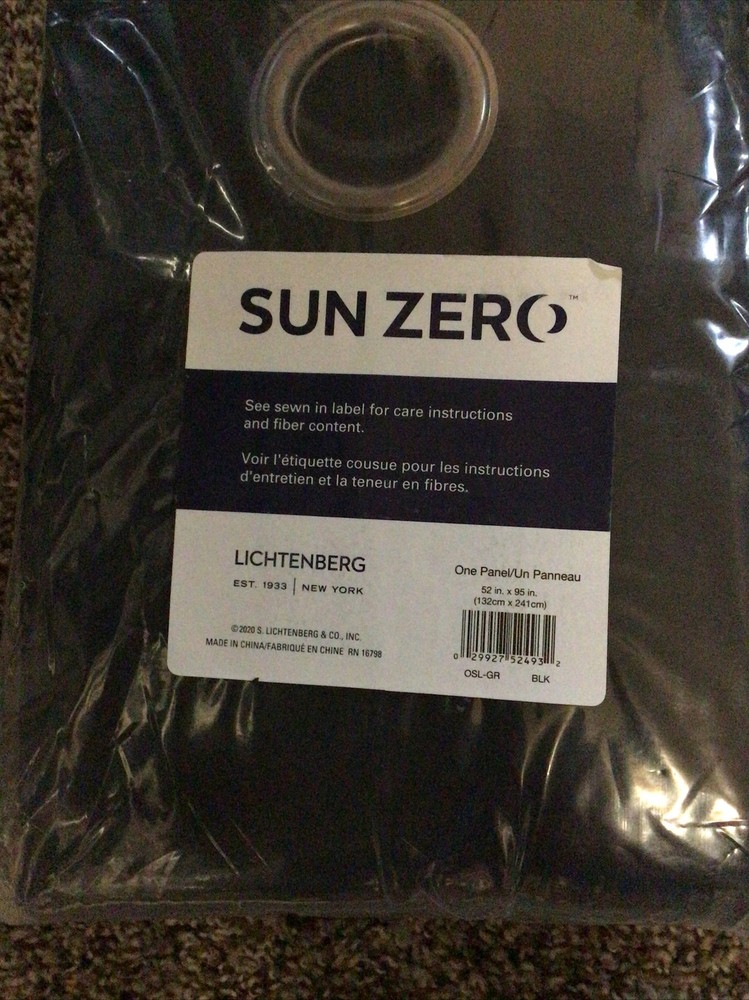 SUN ZERO™
See sewn in label for care instructions
and fiber content.
Voir l'étiquette cousue pour les instructions
d'entretien et la teneur en fibres.
LICHTENBERG
EST. 1933 | NEW YORK
©2020 S. LICHTENBERG & CO., INC.
MADE IN CHINA/FABRIQUÉ EN CHINE RN 16798
One Panel/Un Panneau
52 in. x 95 in.
(132cm x 241cm)
0 29927 52493 2
OSL-GR BLK